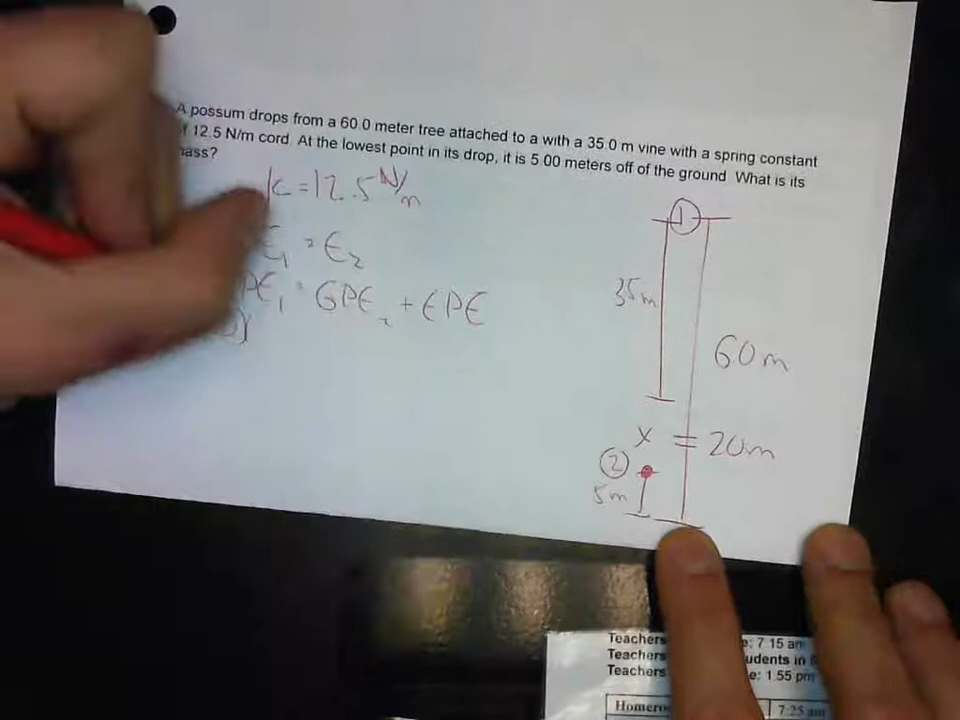 A possum drops from a 60.0 meter tree attached to a with a 35.0 m vine with a spring constant
12.5 N/m cord. At the lowest point in its drop, it is 5.00 meters off of the ground. What is its
k = 12.5 N/m
E1 = E2
= GPE2 + EPE
1
35m
60m
x = 20m
2
5m
Teachers
7:15 am
Teachers
udents in
Teachers
e: 1:55 pm
Homero
7:25 am